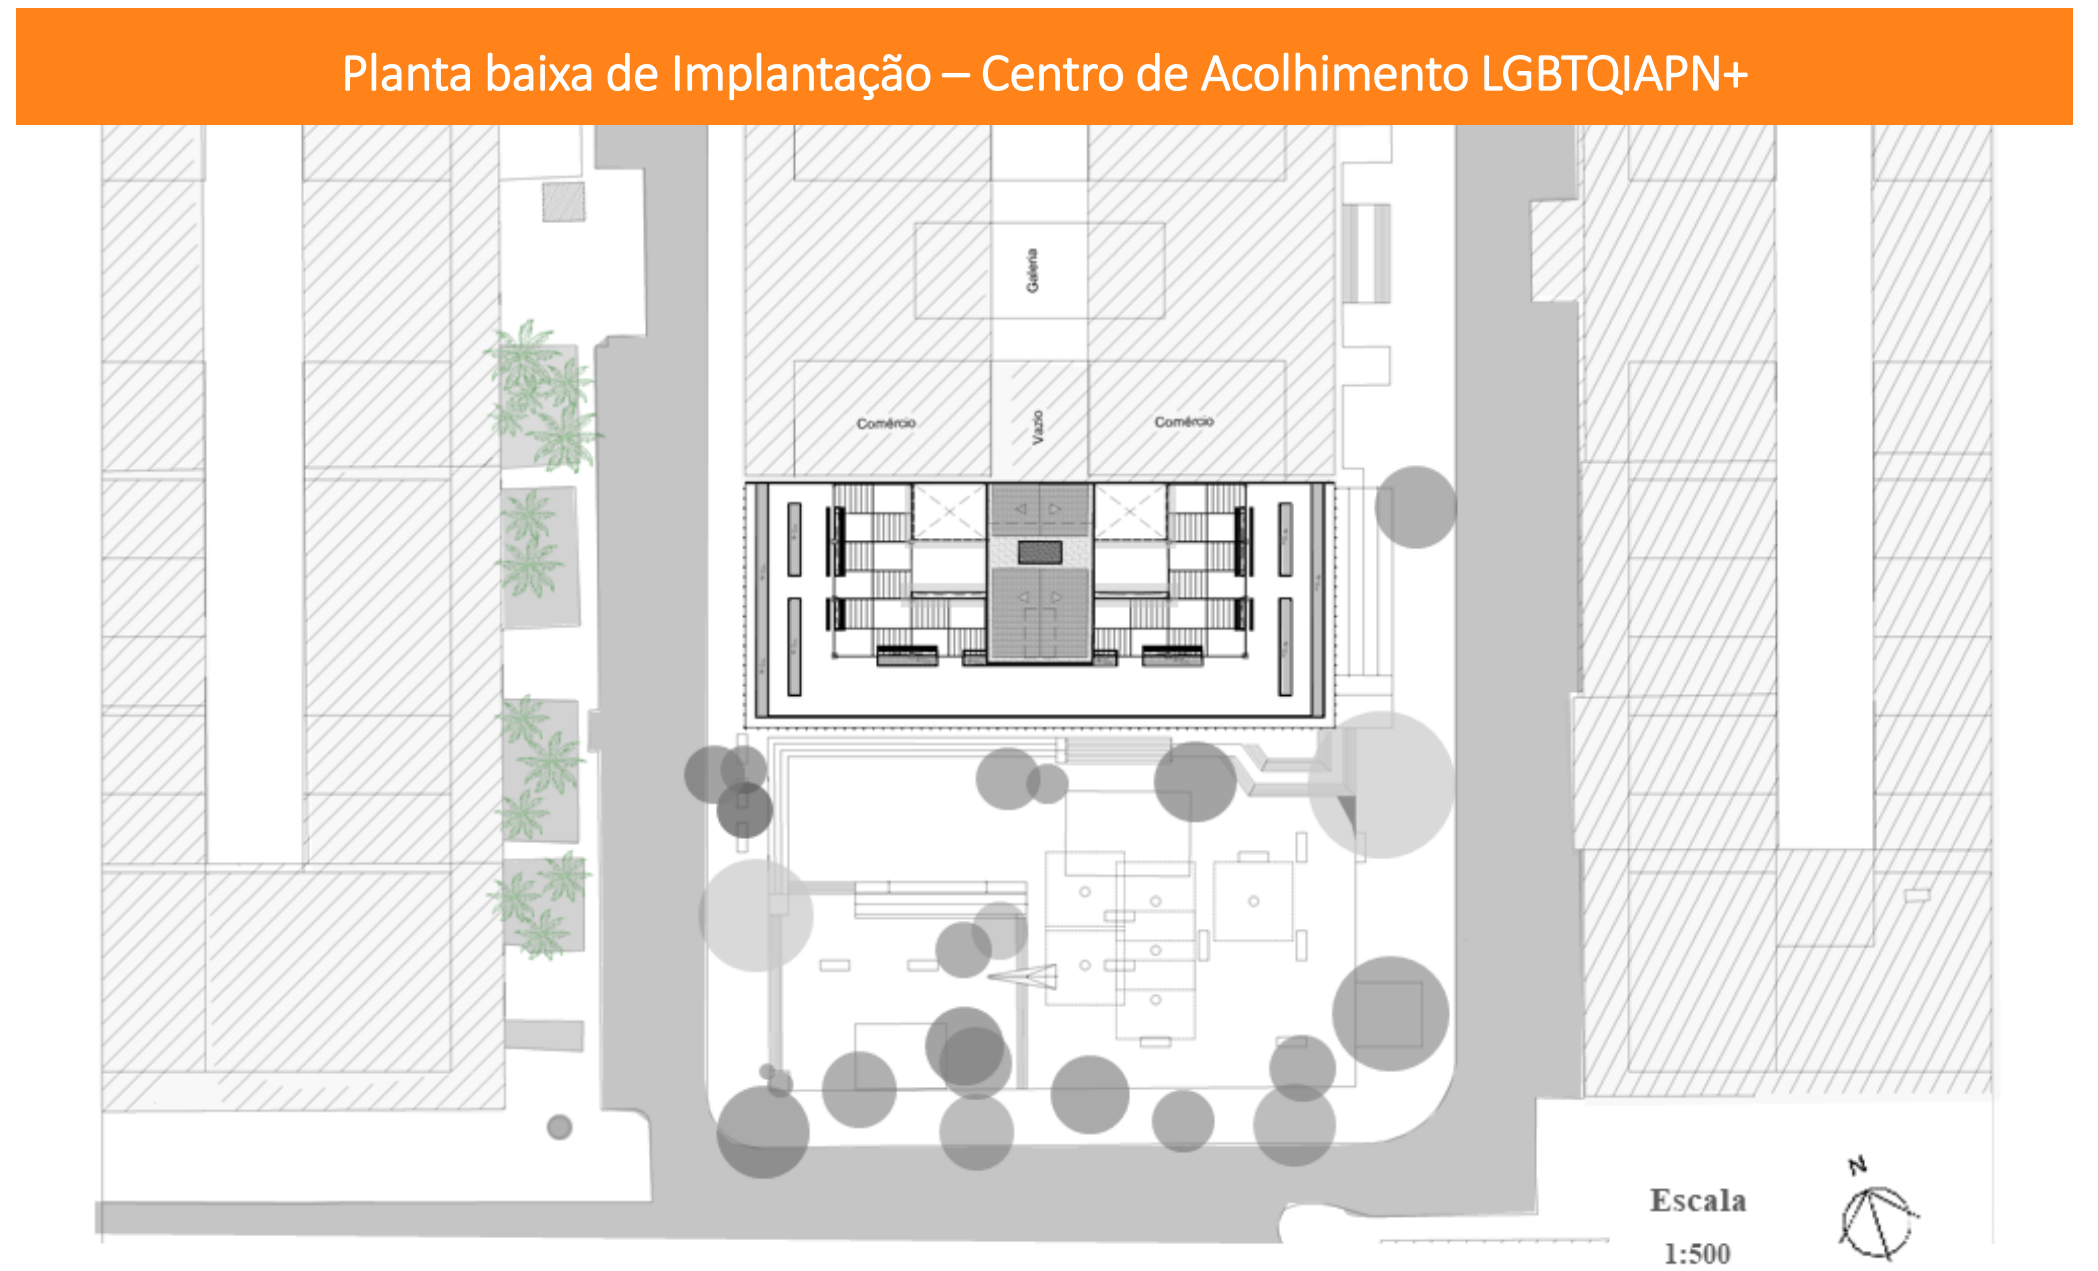 Planta baixa de Implantação – Centro de Acolhimento LGBTQIAPN+
Galeria
Comércio
Vazio
Comércio
N
Escala
1:500